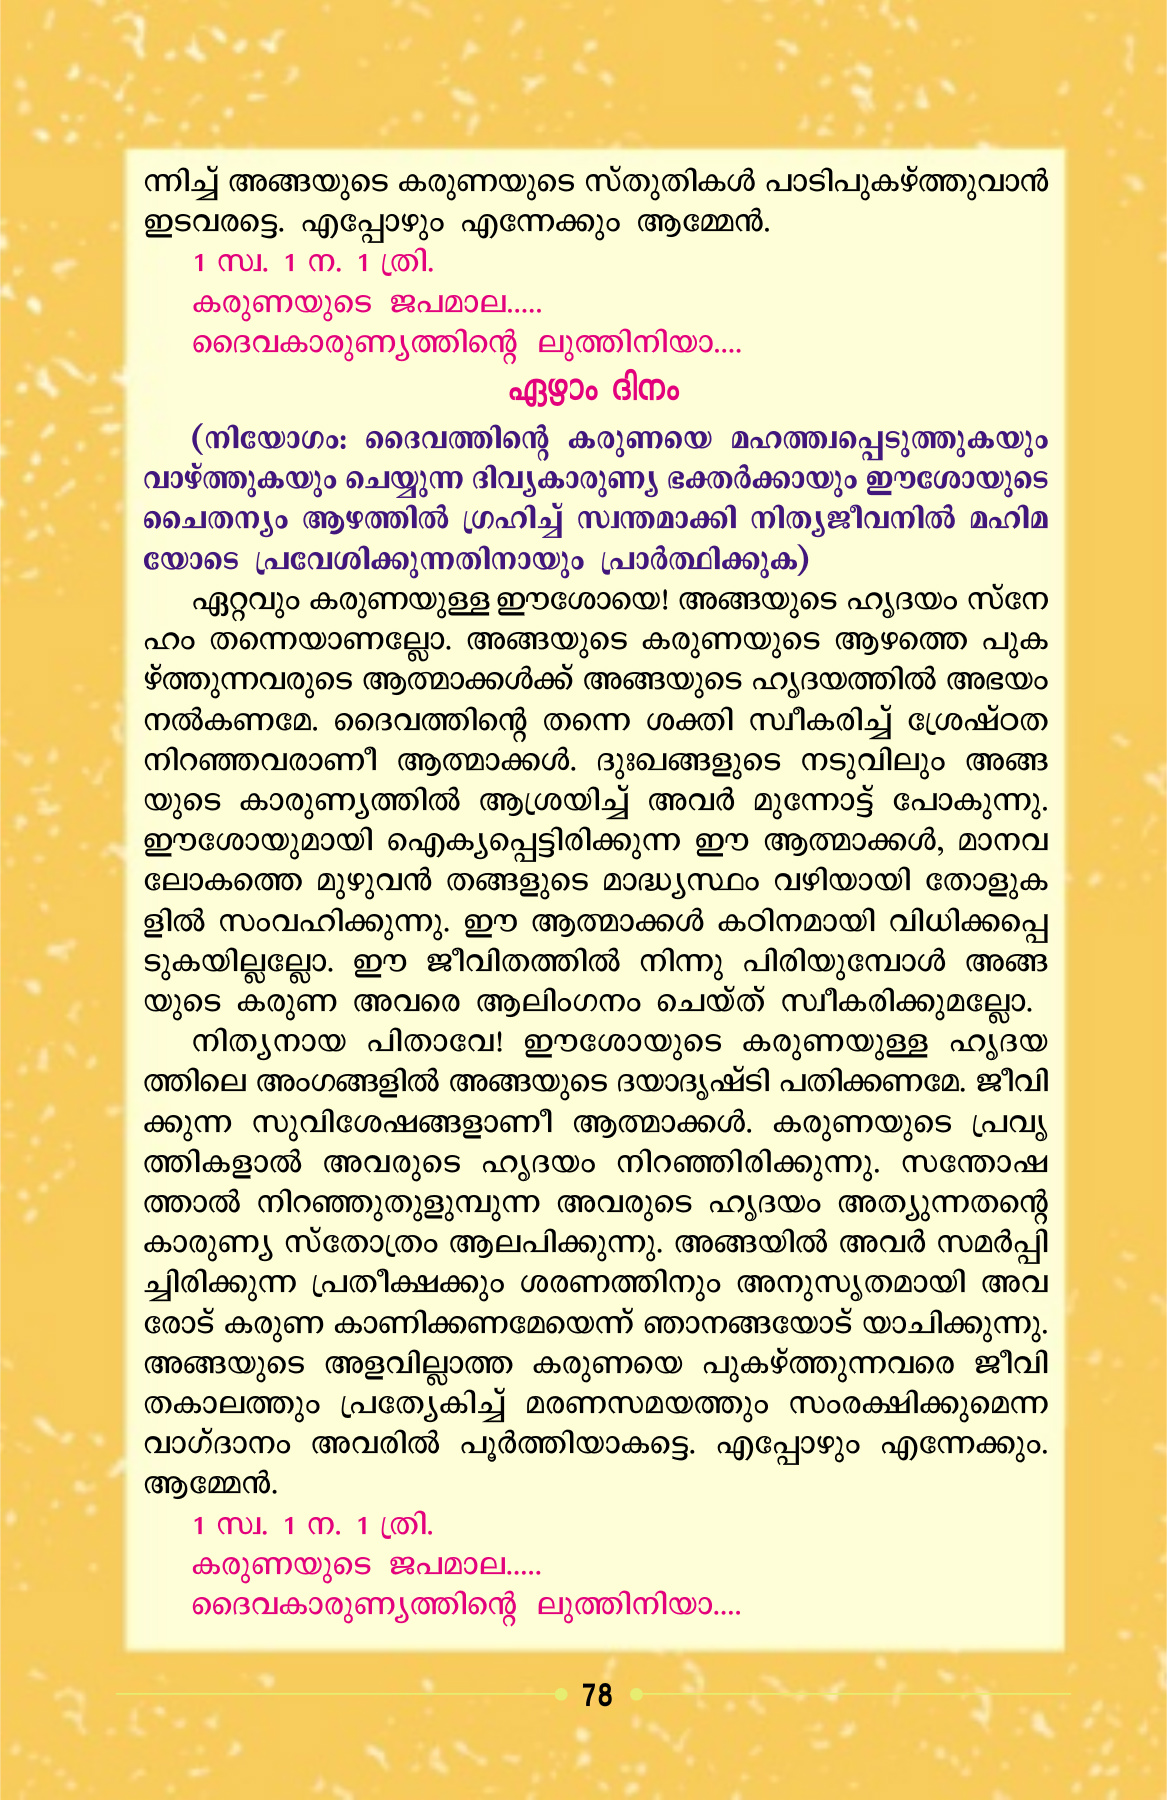 ന്നിച്ച് അങ്ങയുടെ കരുണയുടെ സ്തുതികൾ പാടിപുകഴ്ത്തുവാൻ
ഇടവരട്ടെ. എപ്പോഴും എന്നേക്കും ആമ്മേൻ.
1 സ്വ. 1 ന. 1 ത്രി.
കരുണയുടെ ജപമാല.....
ദൈവകാരുണ്യത്തിന്റെ ലുത്തിനിയാ....
ഏഴാം ദിനം
(നിയോഗം: ദൈവത്തിന്റെ കരുണയെ മഹത്ത്വപ്പെടുത്തുകയും
വാഴ്ത്തുകയും ചെയ്യുന്ന ദിവ്യകാരുണ്യ ഭക്തർക്കായും ഈശോയുടെ
ചൈതന്യം ആഴത്തിൽ ഗ്രഹിച്ച് സ്വന്തമാക്കി നിത്യജീവനിൽ മഹിമ
യോടെ പ്രവേശിക്കുന്നതിനായും പ്രാർത്ഥിക്കുക)
ഏറ്റവും കരുണയുള്ള ഈശോയെ! അങ്ങയുടെ ഹൃദയം സ്നേ
ഹം തന്നെയാണല്ലോ. അങ്ങയുടെ കരുണയുടെ ആഴത്തെ പുക
ഴ്ത്തുന്നവരുടെ ആത്മാക്കൾക്ക് അങ്ങയുടെ ഹൃദയത്തിൽ അഭയം
നൽകണമേ. ദൈവത്തിന്റെ തന്നെ ശക്തി സ്വീകരിച്ച് ശ്രേഷ്ഠത
നിറഞ്ഞവരാണീ ആത്മാക്കൾ. ദുഃഖങ്ങളുടെ നടുവിലും അങ്ങ
യുടെ കാരുണ്യത്തിൽ ആശ്രയിച്ച് അവർ മുന്നോട്ട് പോകുന്നു.
ഈശോയുമായി ഐക്യപ്പെട്ടിരിക്കുന്ന ഈ ആത്മാക്കൾ, മാനവ
ലോകത്തെ മുഴുവൻ തങ്ങളുടെ മാദ്ധ്യസ്ഥം വഴിയായി തോളുക
ളിൽ സംവഹിക്കുന്നു. ഈ ആത്മാക്കൾ കഠിനമായി വിധിക്കപ്പെ
ടുകയില്ലല്ലോ. ഈ ജീവിതത്തിൽ നിന്നു പിരിയുമ്പോൾ അങ്ങ
യുടെ കരുണ അവരെ ആലിംഗനം ചെയ്ത് സ്വീകരിക്കുമല്ലോ.
നിത്യനായ പിതാവേ! ഈശോയുടെ കരുണയുള്ള ഹൃദയ
ത്തിലെ അംഗങ്ങളിൽ അങ്ങയുടെ ദയാദൃഷ്ടി പതിക്കണമേ. ജീവി
ക്കുന്ന സുവിശേഷങ്ങളാണീ ആത്മാക്കൾ. കരുണയുടെ പ്രവൃ
ത്തികളാൽ അവരുടെ ഹൃദയം നിറഞ്ഞിരിക്കുന്നു. സന്തോഷ
ത്താൽ നിറഞ്ഞുതുളുമ്പുന്ന അവരുടെ ഹൃദയം അത്യുന്നതന്റെ
കാരുണ്യ സ്തോത്രം ആലപിക്കുന്നു. അങ്ങയിൽ അവർ സമർപ്പി
ച്ചിരിക്കുന്ന പ്രതീക്ഷക്കും ശരണത്തിനും അനുസൃതമായി അവ
രോട് കരുണ കാണിക്കണമേയെന്ന് ഞാനങ്ങയോട് യാചിക്കുന്നു.
അങ്ങയുടെ അളവില്ലാത്ത കരുണയെ പുകഴ്ത്തുന്നവരെ ജീവി
തകാലത്തും പ്രത്യേകിച്ച് മരണസമയത്തും സംരക്ഷിക്കുമെന്ന
വാഗ്ദാനം അവരിൽ പൂർത്തിയാകട്ടെ. എപ്പോഴും എന്നേക്കും.
ആമ്മേൻ.
1 സ്വ. 1 ന. 1 ത്രി.
കരുണയുടെ ജപമാല.....
ദൈവകാരുണ്യത്തിന്റെ ലുത്തിനിയാ....
78